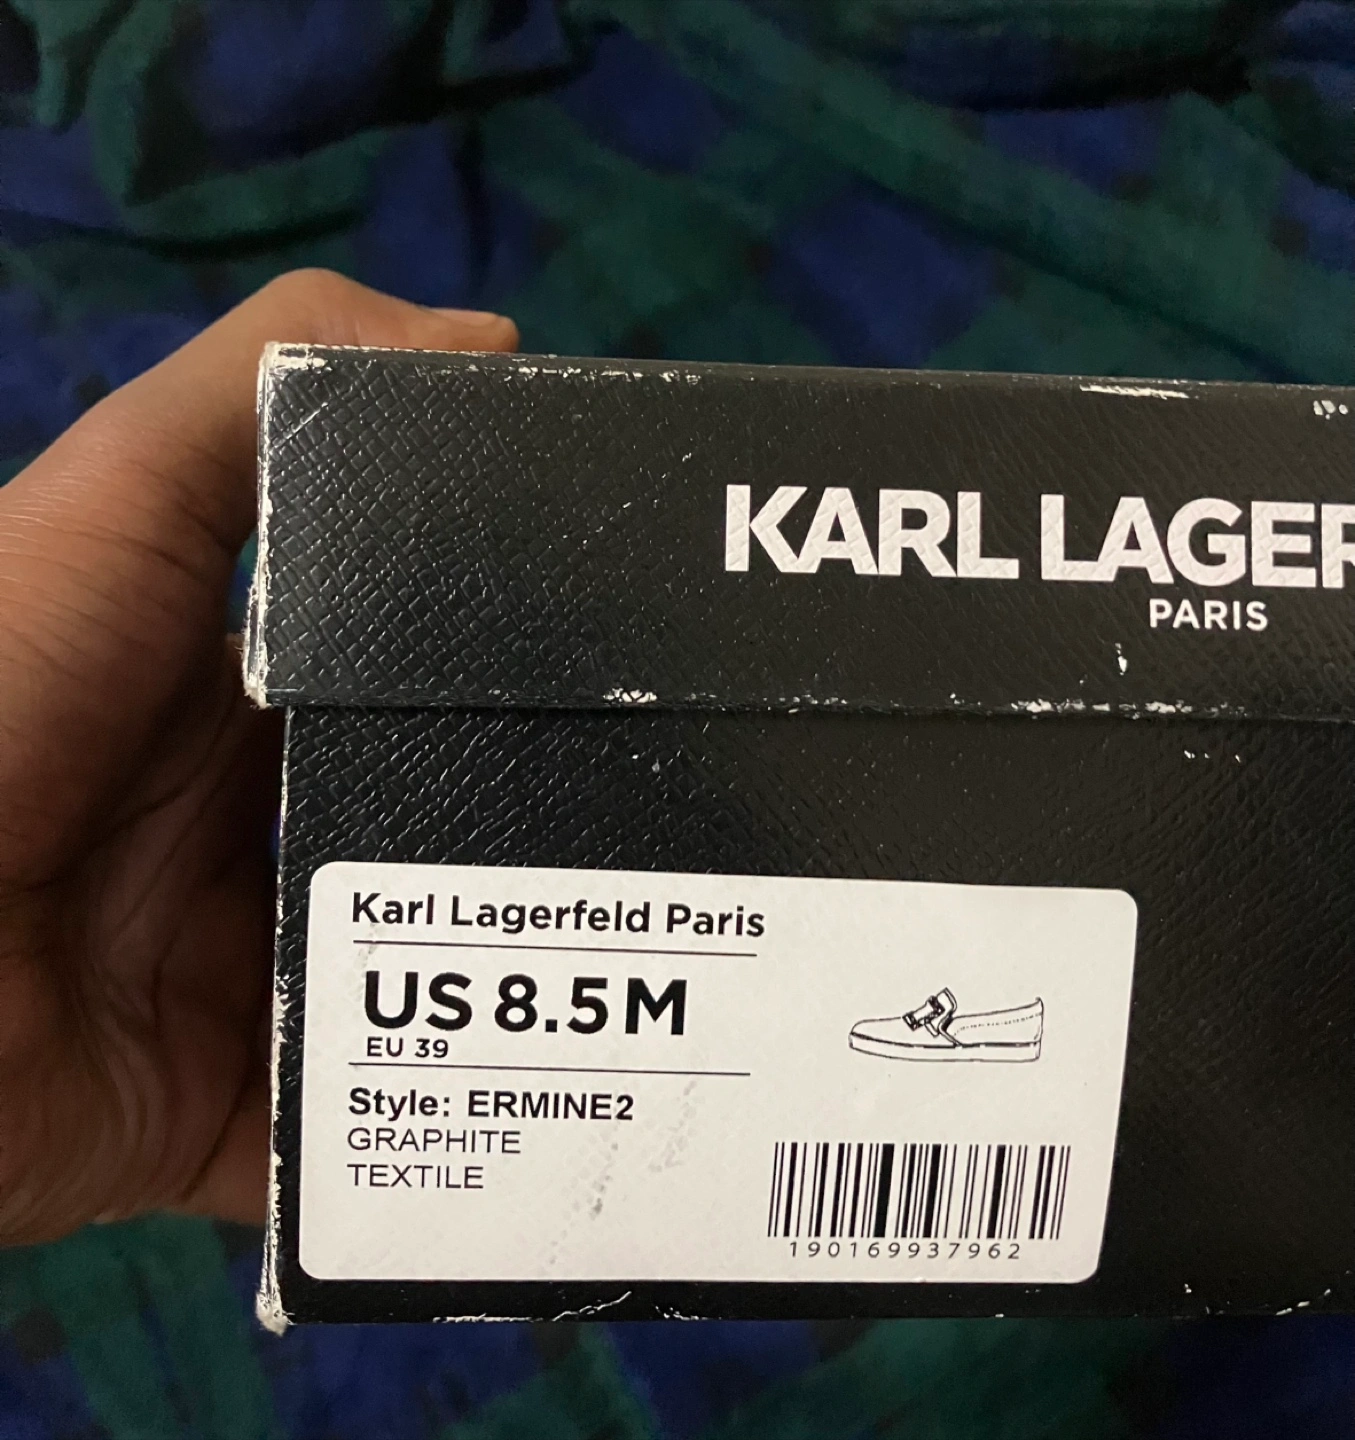 KARL LAGER
PARIS
Karl Lagerfeld Paris
US 8.5 M
EU 39
Style: ERMINE2
GRAPHITE
TEXTILE
190169937962